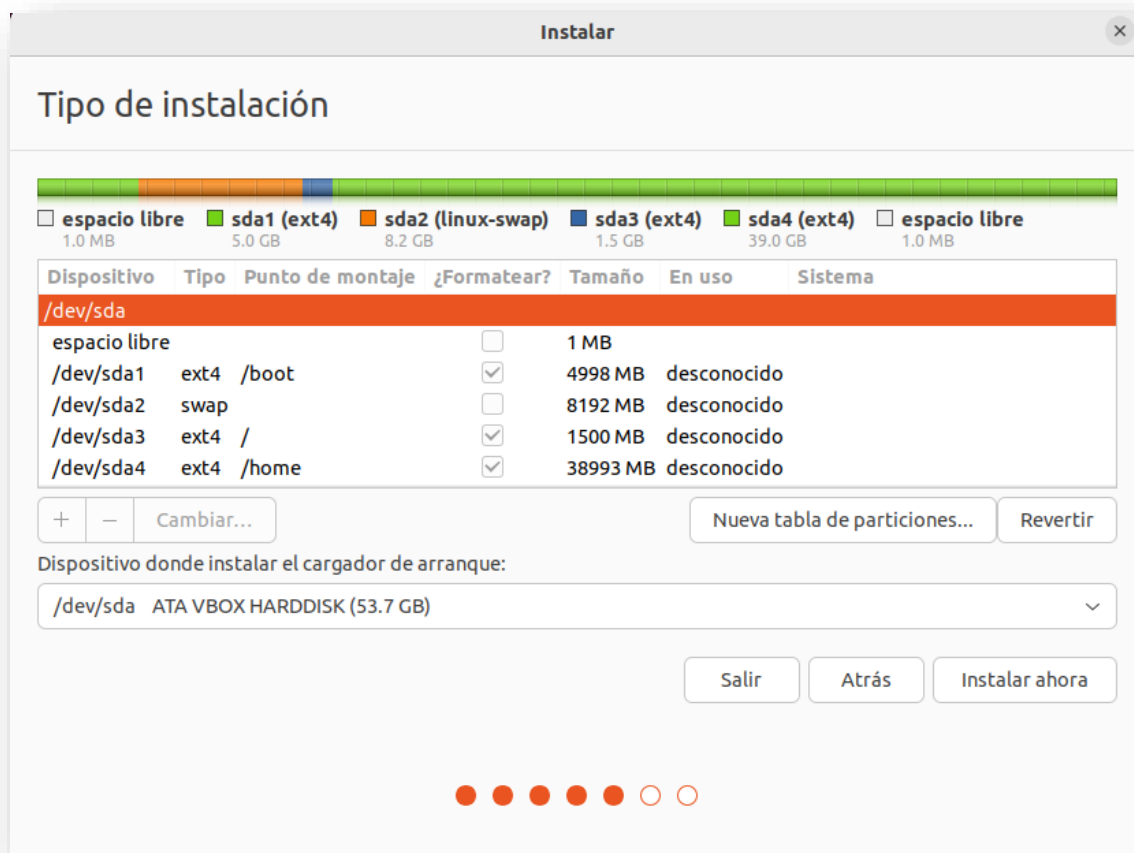 Instalar
Tipo de instalación
espacio libre sda1 (ext4) sda2 (linux-swap) sda3 (ext4) sda4 (ext4) espacio libre
1.0 MB 5.0 GB 8.2 GB 1.5 GB 39.0 GB 1.0 MB
Dispositivo Tipo Punto de montaje ¿Formatear? Tamaño En uso Sistema
/dev/sda
espacio libre 1 MB
/dev/sda1 ext4 /boot 4998 MB desconocido
/dev/sda2 swap 8192 MB desconocido
/dev/sda3 ext4 / 1500 MB desconocido
/dev/sda4 ext4 /home 38993 MB desconocido
+ − Cambiar... Nueva tabla de particiones... Revertir
Dispositivo donde instalar el cargador de arranque:
/dev/sda ATA VBOX HARDDISK (53.7 GB)
Salir Atrás Instalar ahora